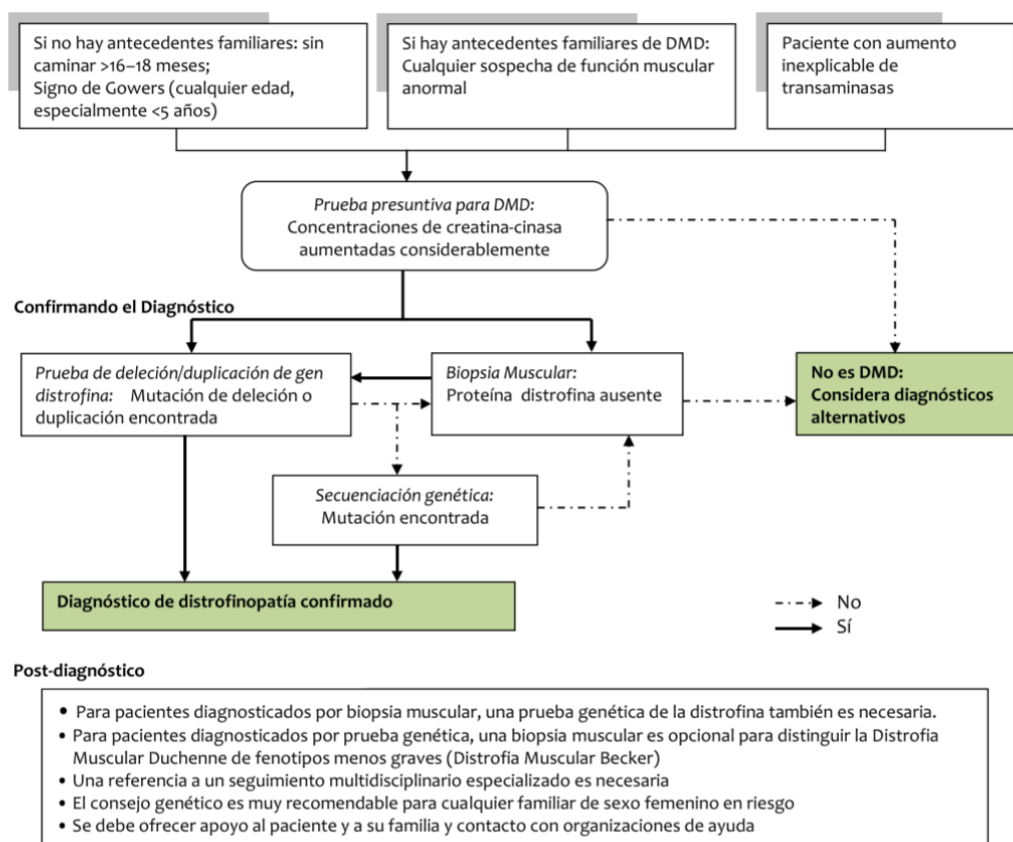 Si no hay antecedentes familiares: sin
caminar >16–18 meses;
Signo de Gowers (cualquier edad,
especialmente <5 años)
Si hay antecedentes familiares de DMD:
Cualquier sospecha de función muscular
anormal
Paciente con aumento
inexplicable de
transaminasas
Prueba presuntiva para DMD:
Concentraciones de creatina-cinasa
aumentadas considerablemente
Confirmando el Diagnóstico
Prueba de deleción/duplicación de gen
distrofina: Mutación de deleción o
duplicación encontrada
Biopsia Muscular:
Proteína distrofina ausente
No es DMD:
Considera diagnósticos
alternativos
Secuenciación genética:
Mutación encontrada
Diagnóstico de distrofinopatía confirmado
No
Sí
Post-diagnóstico
• Para pacientes diagnosticados por biopsia muscular, una prueba genética de la distrofina también es necesaria.
• Para pacientes diagnosticados por prueba genética, una biopsia muscular es opcional para distinguir la Distrofia
Muscular Duchenne de fenotipos menos graves (Distrofia Muscular Becker)
• Una referencia a un seguimiento multidisciplinario especializado es necesaria
• El consejo genético es muy recomendable para cualquier familiar de sexo femenino en riesgo
• Se debe ofrecer apoyo al paciente y a su familia y contacto con organizaciones de ayuda